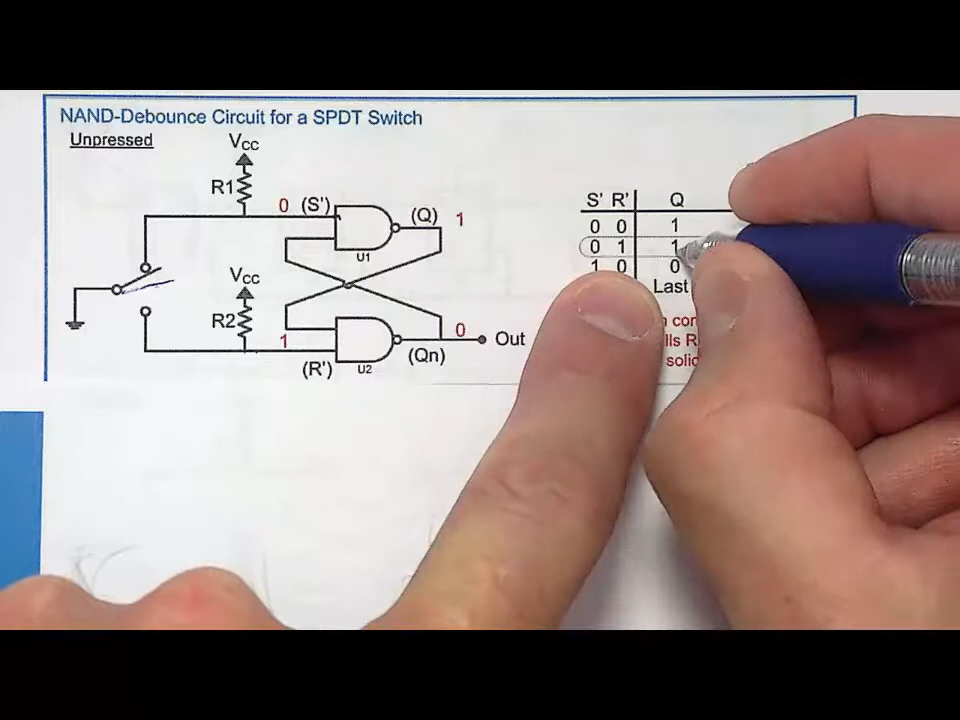 NAND-Debounce Circuit for a SPDT Switch
Unpressed
VCC
R1
0 (S') (Q) 1
U1
VCC
R2
1 0 Out
(R') U2 (Qn)
S' R' Q
0 0 1
0 1 1
1 0 0
Last